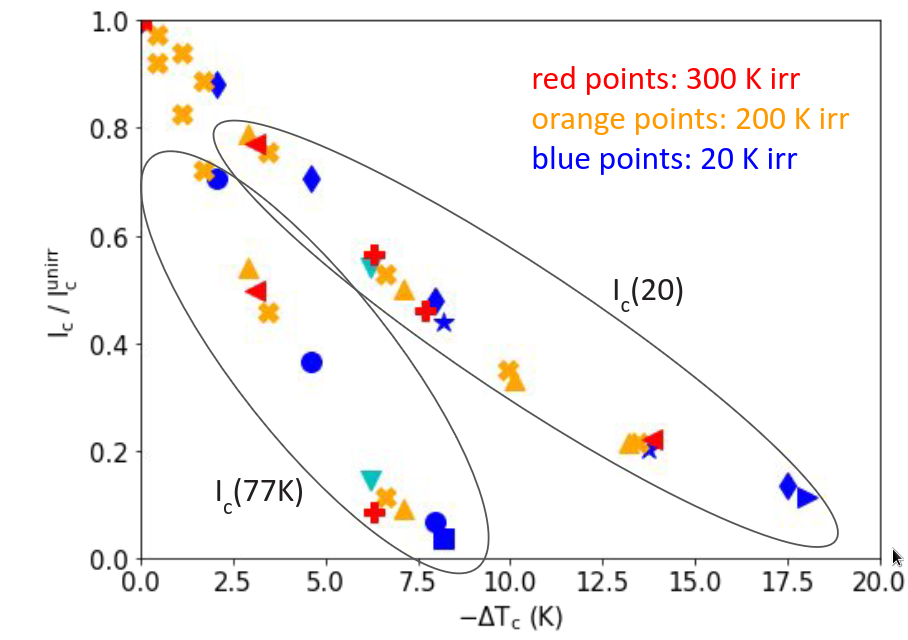 1.0
0.8
0.6
0.4
0.2
0.0
I_c / I_c^unirr
red points: 300 K irr
orange points: 200 K irr
blue points: 20 K irr
I_c(20)
I_c(77K)
0.0 2.5 5.0 7.5 10.0 12.5 15.0 17.5 20.0
−ΔT_c (K)